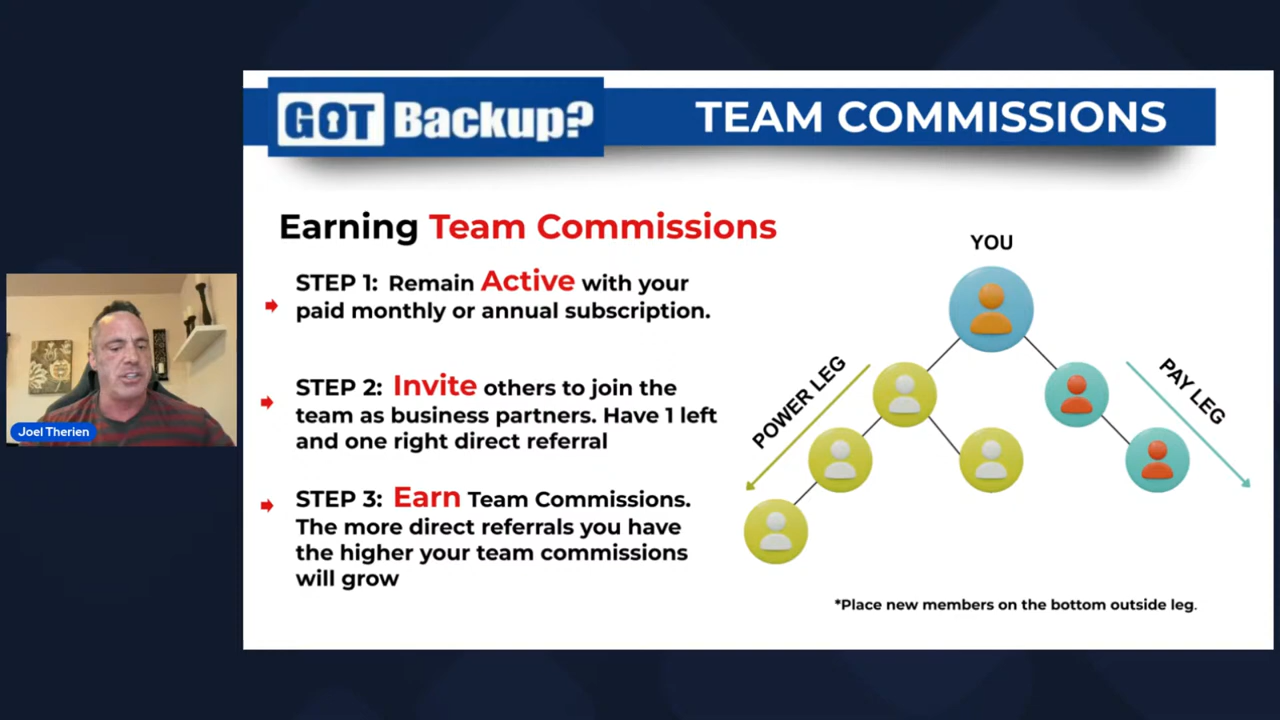 GOT Backup?
TEAM COMMISSIONS
Earning Team Commissions
STEP 1: Remain Active with your
paid monthly or annual subscription.
STEP 2: Invite others to join the
team as business partners. Have 1 left
and one right direct referral
STEP 3: Earn Team Commissions.
The more direct referrals you have
the higher your team commissions
will grow
YOU
POWER LEG
PAY LEG
*Place new members on the bottom outside leg.
Joel Therien